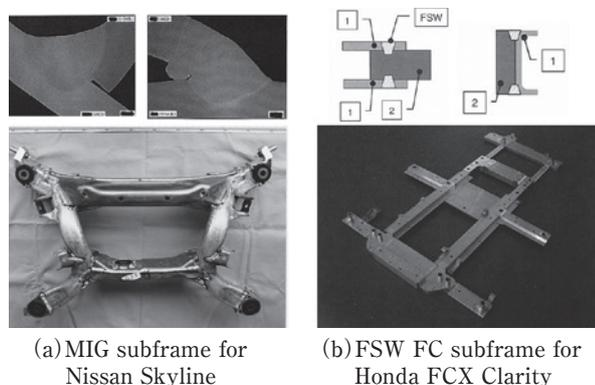 1
FSW
1
1
2
2
(a) MIG subframe for
Nissan Skyline
(b) FSW FC subframe for
Honda FCX Clarity